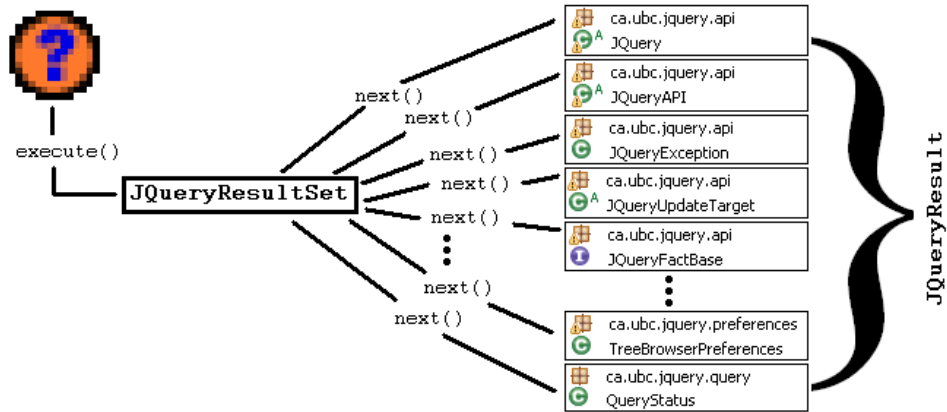 ?
execute()
JQueryResultSet
next()
next()
next()
next()
next()
next()
next()
ca.ubc.jquery.api
C A JQuery
ca.ubc.jquery.api
C A JQueryAPI
ca.ubc.jquery.api
C JQueryException
ca.ubc.jquery.api
C A JQueryUpdateTarget
ca.ubc.jquery.api
I JQueryFactBase
ca.ubc.jquery.preferences
C TreeBrowserPreferences
ca.ubc.jquery.query
C QueryStatus
JQueryResult